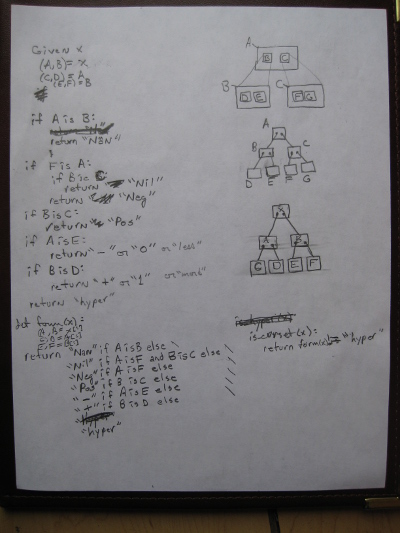 Given x
(A,B)= x
(C,D)= A
(E,F)=B
if A is B:
return "NaN"
if F is A:
if B is C
return "Nil"
return "Neg"
if B is C:
return "Pos"
if A is E:
return "-" or "0" or
if B is D:
return "+" or "1" or
return "hyper"
def form(x):
return "Nan" if A is B else \
"Nil" if A is F and B is C else \
"Neg" if A is F else \
"Pos" if B is C else \
"-" if A is E else \
"+" if B is D else
"hyper"
A
B C
B C
D E F G
A
B C
D E F G
A B
C D E F
return form(x) "hyper"